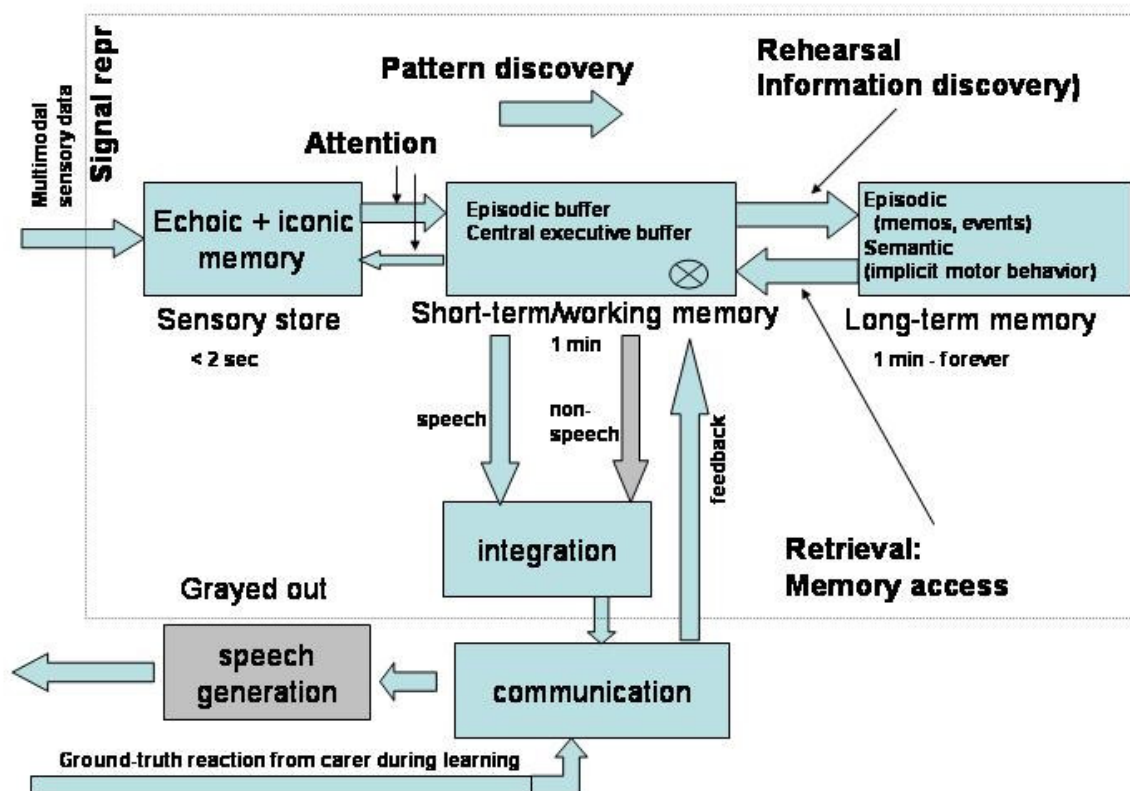 Multimodal
sensory data
Signal repr
Pattern discovery
Rehearsal
Information discovery)
Attention
Echoic + iconic
memory
Episodic buffer
Central executive buffer
Episodic
(memos, events)
Semantic
(implicit motor behavior)
Sensory store
< 2 sec
Short-term/working memory
1 min
Long-term memory
1 min - forever
speech
non-
speech
feedback
integration
Retrieval:
Memory access
Grayed out
speech
generation
communication
Ground-truth reaction from carer during learning